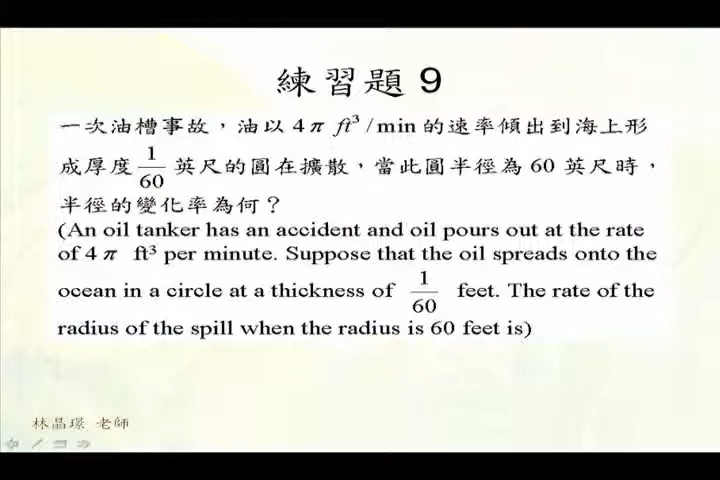 練習題 9
一次油槽事故，油以 4π ft³/min 的速率傾出到海上形
成厚度 1/60 英尺的圓在擴散，當此圓半徑為 60 英尺時，
半徑的變化率為何？
(An oil tanker has an accident and oil pours out at the rate
of 4π ft³ per minute. Suppose that the oil spreads onto the
ocean in a circle at a thickness of 1/60 feet. The rate of the
radius of the spill when the radius is 60 feet is)
林晶璟 老師